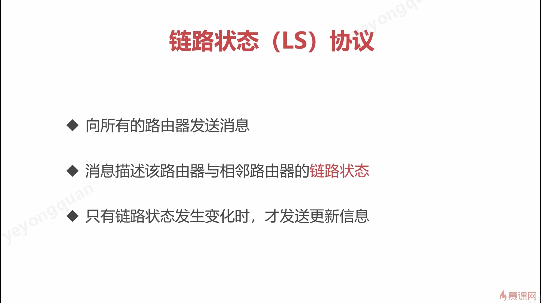 yeyongquan
链路状态（LS）协议
◆ 向所有的路由器发送消息
◆ 消息描述该路由器与相邻路由器的链路状态
yeyongquan
◆ 只有链路状态发生变化时，才发送更新信息
慕课网